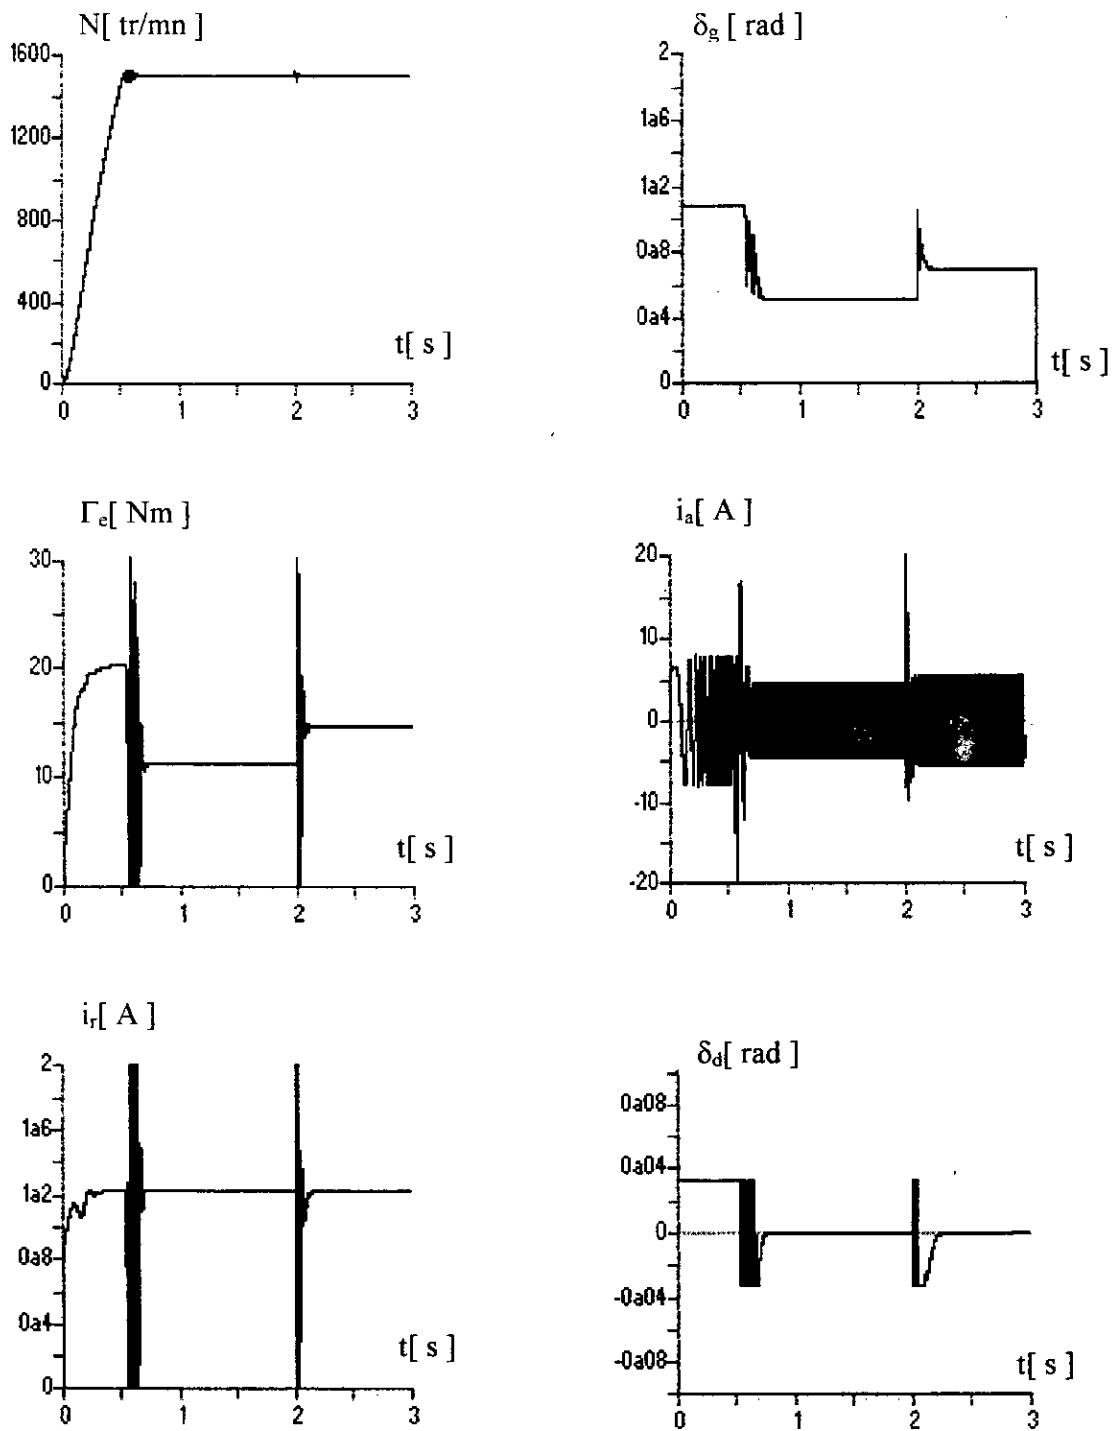 N[ tr/mn ]
1600
1200
800
400
0
0 1 2 3
t[ s ]
δg [ rad ]
2
1a6
1a2
0a8
0a4
0
0 1 2 3
t[ s ]
Γe[ Nm ]
30
20
10
0
0 1 2 3
t[ s ]
ia[ A ]
20
10
0
-10
-20
0 1 2 3
t[ s ]
ir[ A ]
2
1a6
1a2
0a8
0a4
0
0 1 2 3
t[ s ]
δd[ rad ]
0a08
0a04
0
-0a04
-0a08
0 1 2 3
t[ s ]